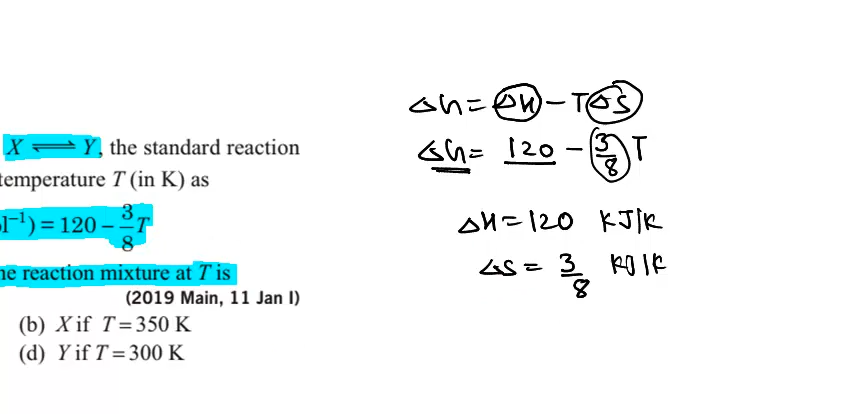 X ⇌ Y, the standard reaction
temperature T (in K) as
l⁻¹) = 120 − 3/8 T
reaction mixture at T is
(2019 Main, 11 Jan I)
(b) X if T = 350 K
(d) Y if T = 300 K
ΔG = ΔH − TΔS
ΔG = 120 − 3/8 T
ΔH = 120 KJ/K
ΔS = 3/8 KJ/K